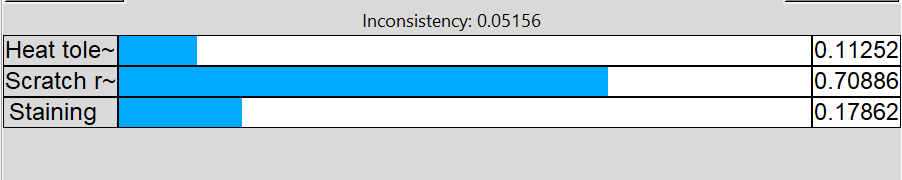 Inconsistency: 0.05156
Heat tole~ 0.11252
Scratch r~ 0.70886
Staining 0.17862